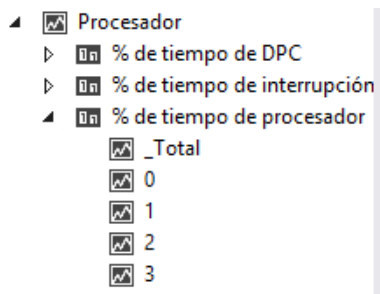 Procesador
% de tiempo de DPC
% de tiempo de interrupción
% de tiempo de procesador
_Total
0
1
2
3